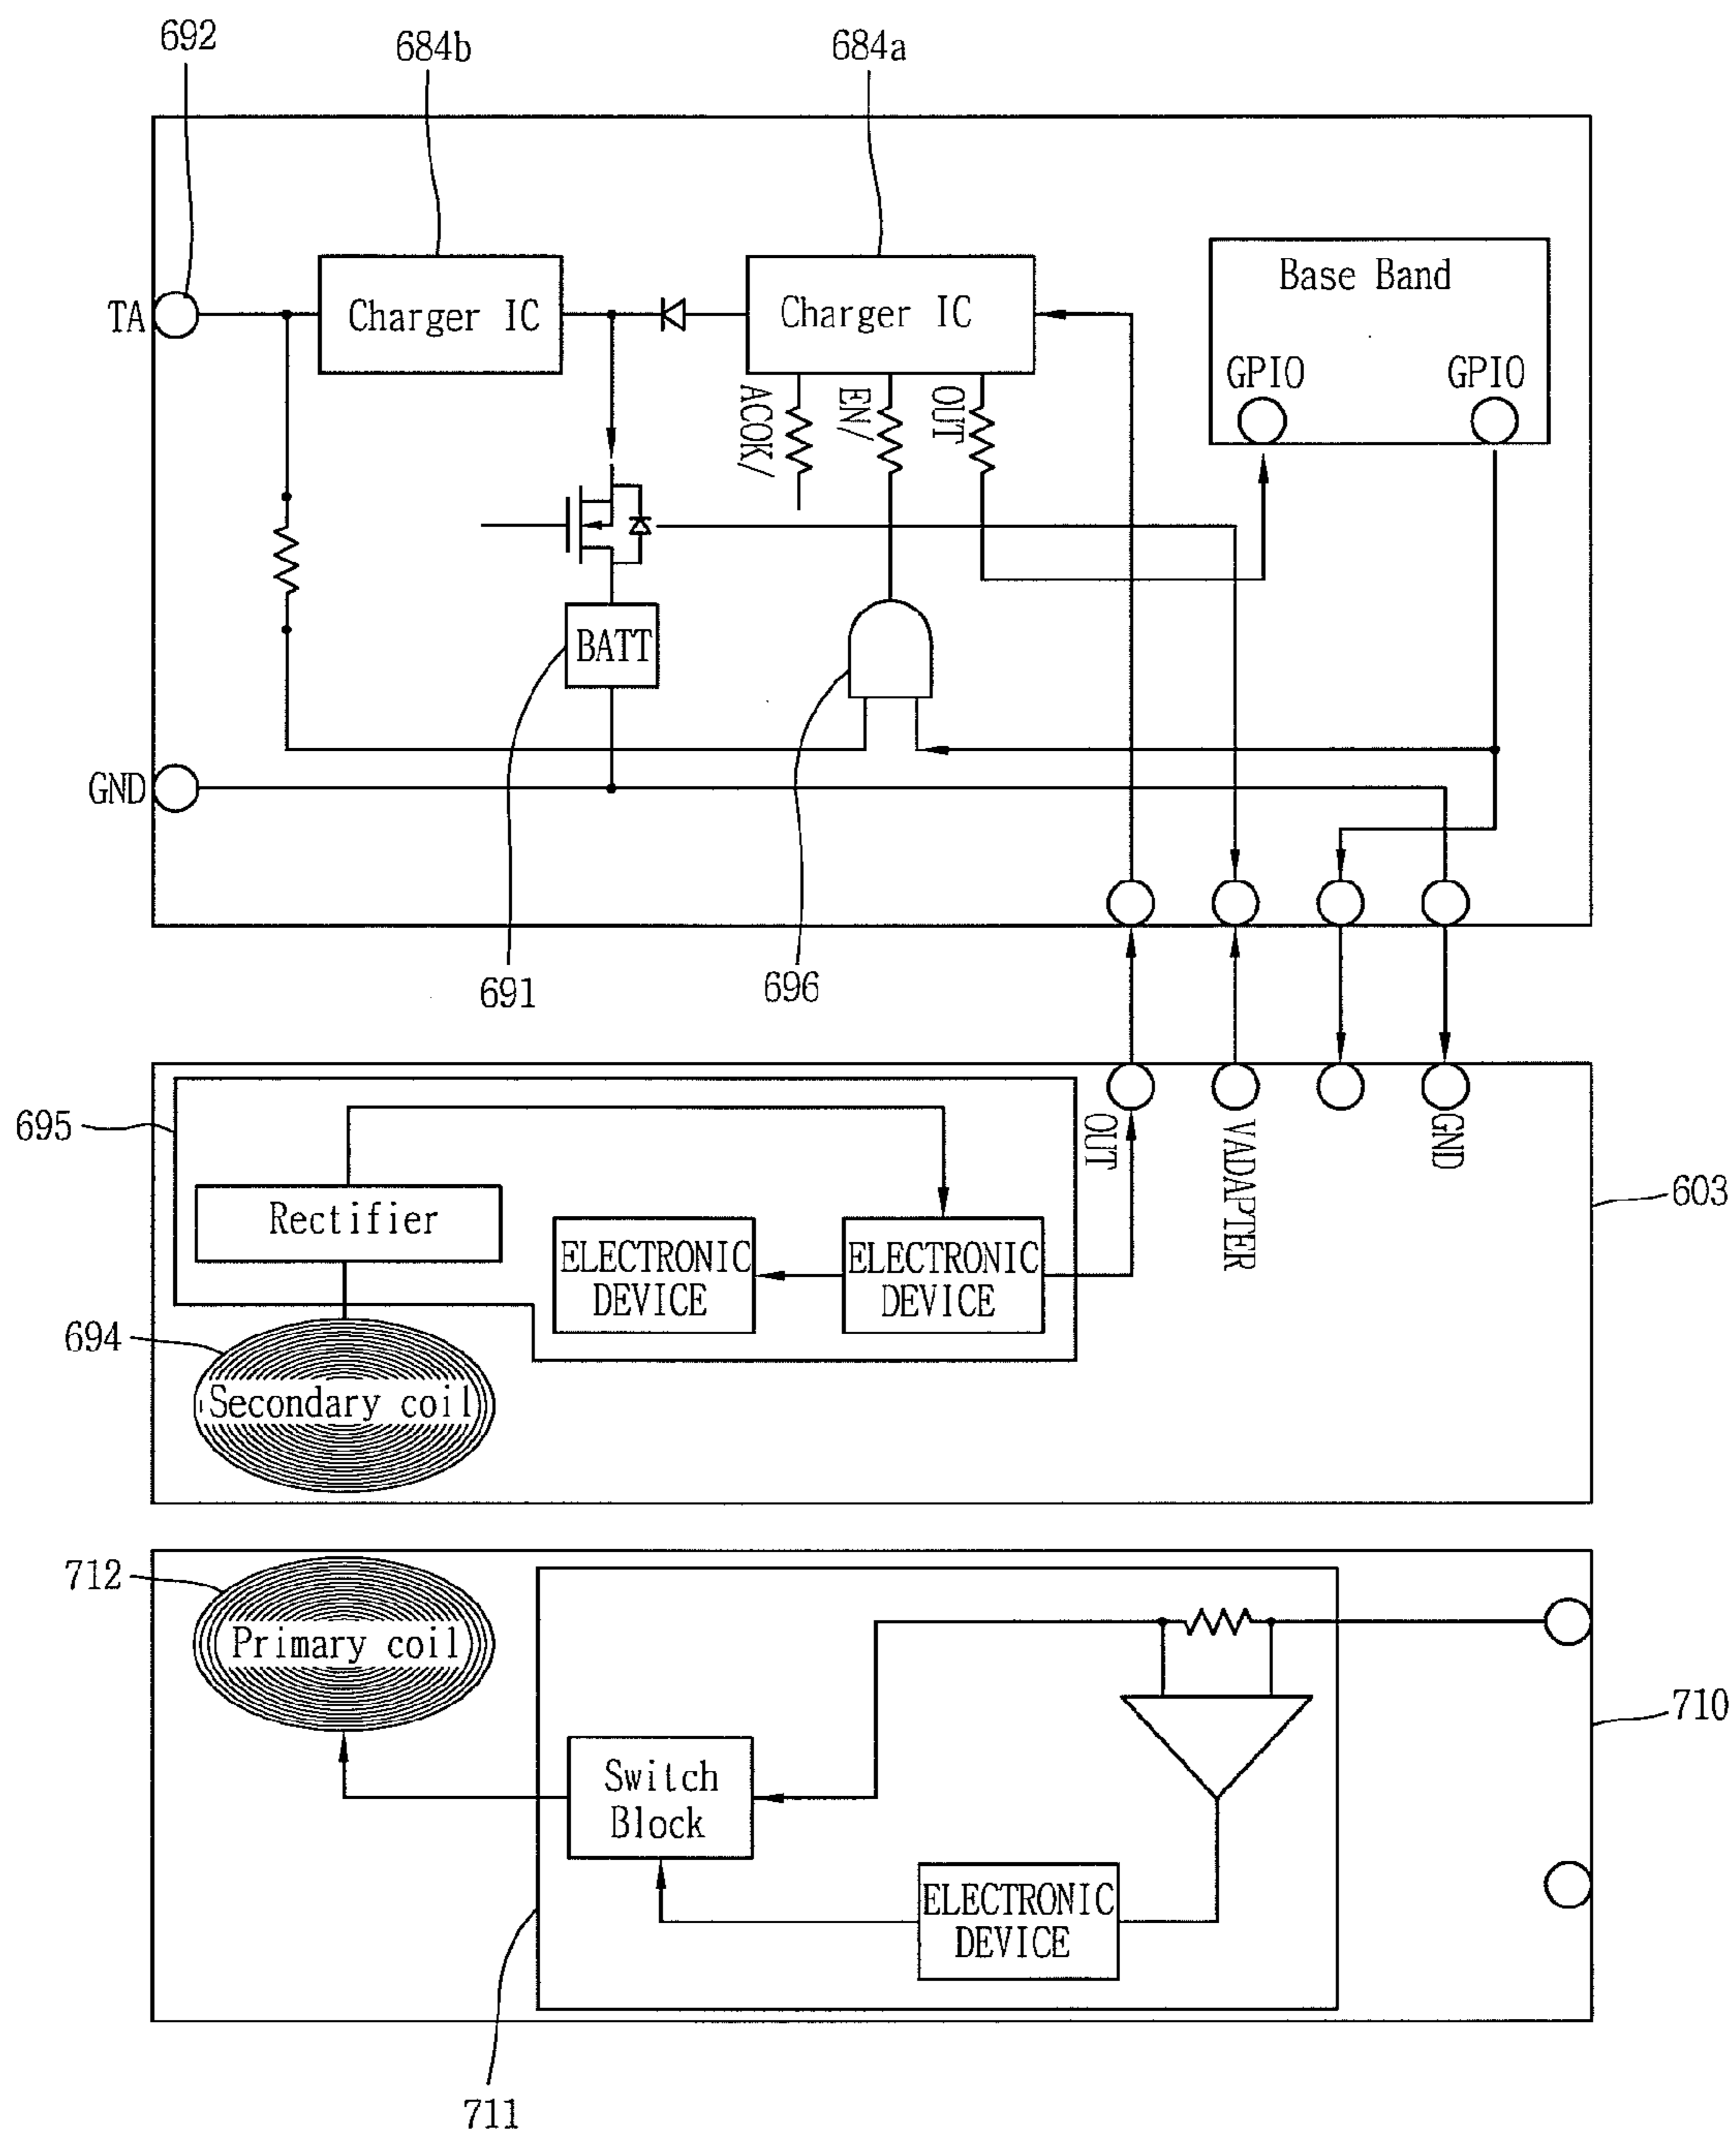 692
684b
684a
Base Band
TA
Charger IC
Charger IC
GPIO
GPIO
ACOK/
EN/
OUT
BATT
GND
691
696
695
OUT
VADAPTER
GND
603
Rectifier
ELECTRONIC
DEVICE
ELECTRONIC
DEVICE
694
Secondary coil
712
Primary coil
710
Switch
Block
ELECTRONIC
DEVICE
711